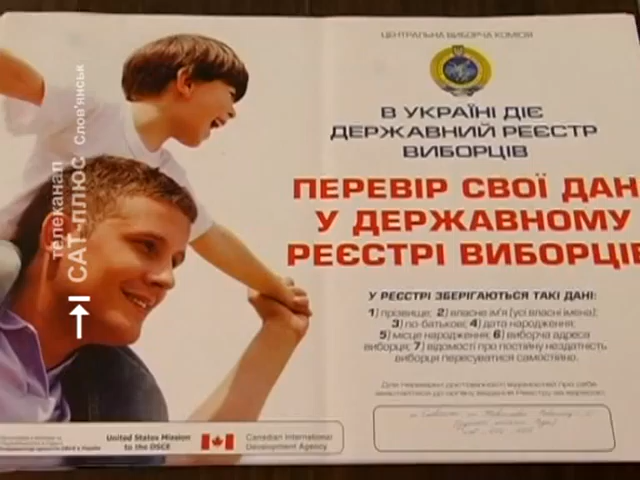 ЦЕНТРАЛЬНА ВИБОРЧА КОМІСІЯ
В УКРАЇНІ ДІЄ
ДЕРЖАВНИЙ РЕЄСТР
ВИБОРЦІВ
ПЕРЕВІР СВОЇ ДАН
У ДЕРЖАВНОМУ
РЕЄСТРІ ВИБОРЦІВ
У РЕЄСТРІ ЗБЕРІГАЮТЬСЯ ТАКІ ДАНІ:
1) прізвище; 2) власне ім'я (усі власні імена);
3) по батькові; 4) дата народження;
5) місце народження; 6) виборча адреса
виборця; 7) відомості про постійну нездатність
виборця пересуватися самостійно.
телеканал
САТ-ПЛЮС Слов'янськ
United States Mission
to the OSCE
Canadian International
Development Agency